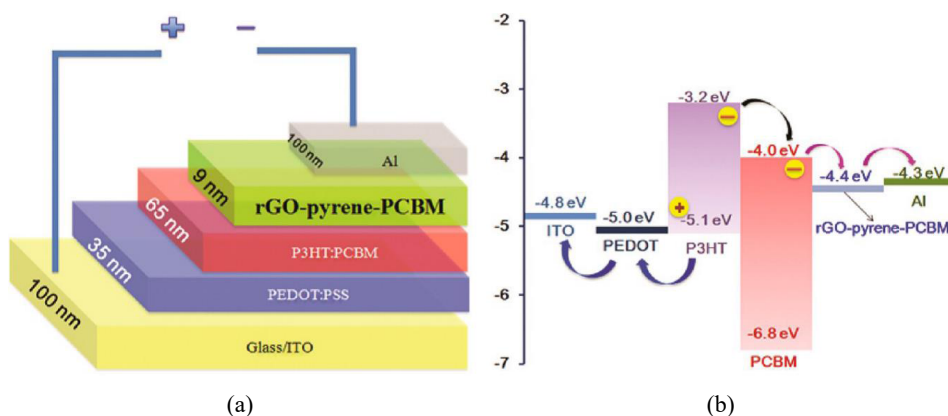 + −
100 nm
Al
9 nm
rGO-pyrene-PCBM
65 nm
P3HT:PCBM
35 nm
PEDOT:PSS
100 nm
Glass/ITO
(a)
-2
-3
-4
-5
-6
-7
-3.2 eV
−
-4.0 eV
−
-4.4 eV
-4.3 eV
Al
rGO-pyrene-PCBM
-4.8 eV
ITO
-5.0 eV
PEDOT
+
-5.1 eV
P3HT
-6.8 eV
PCBM
(b)